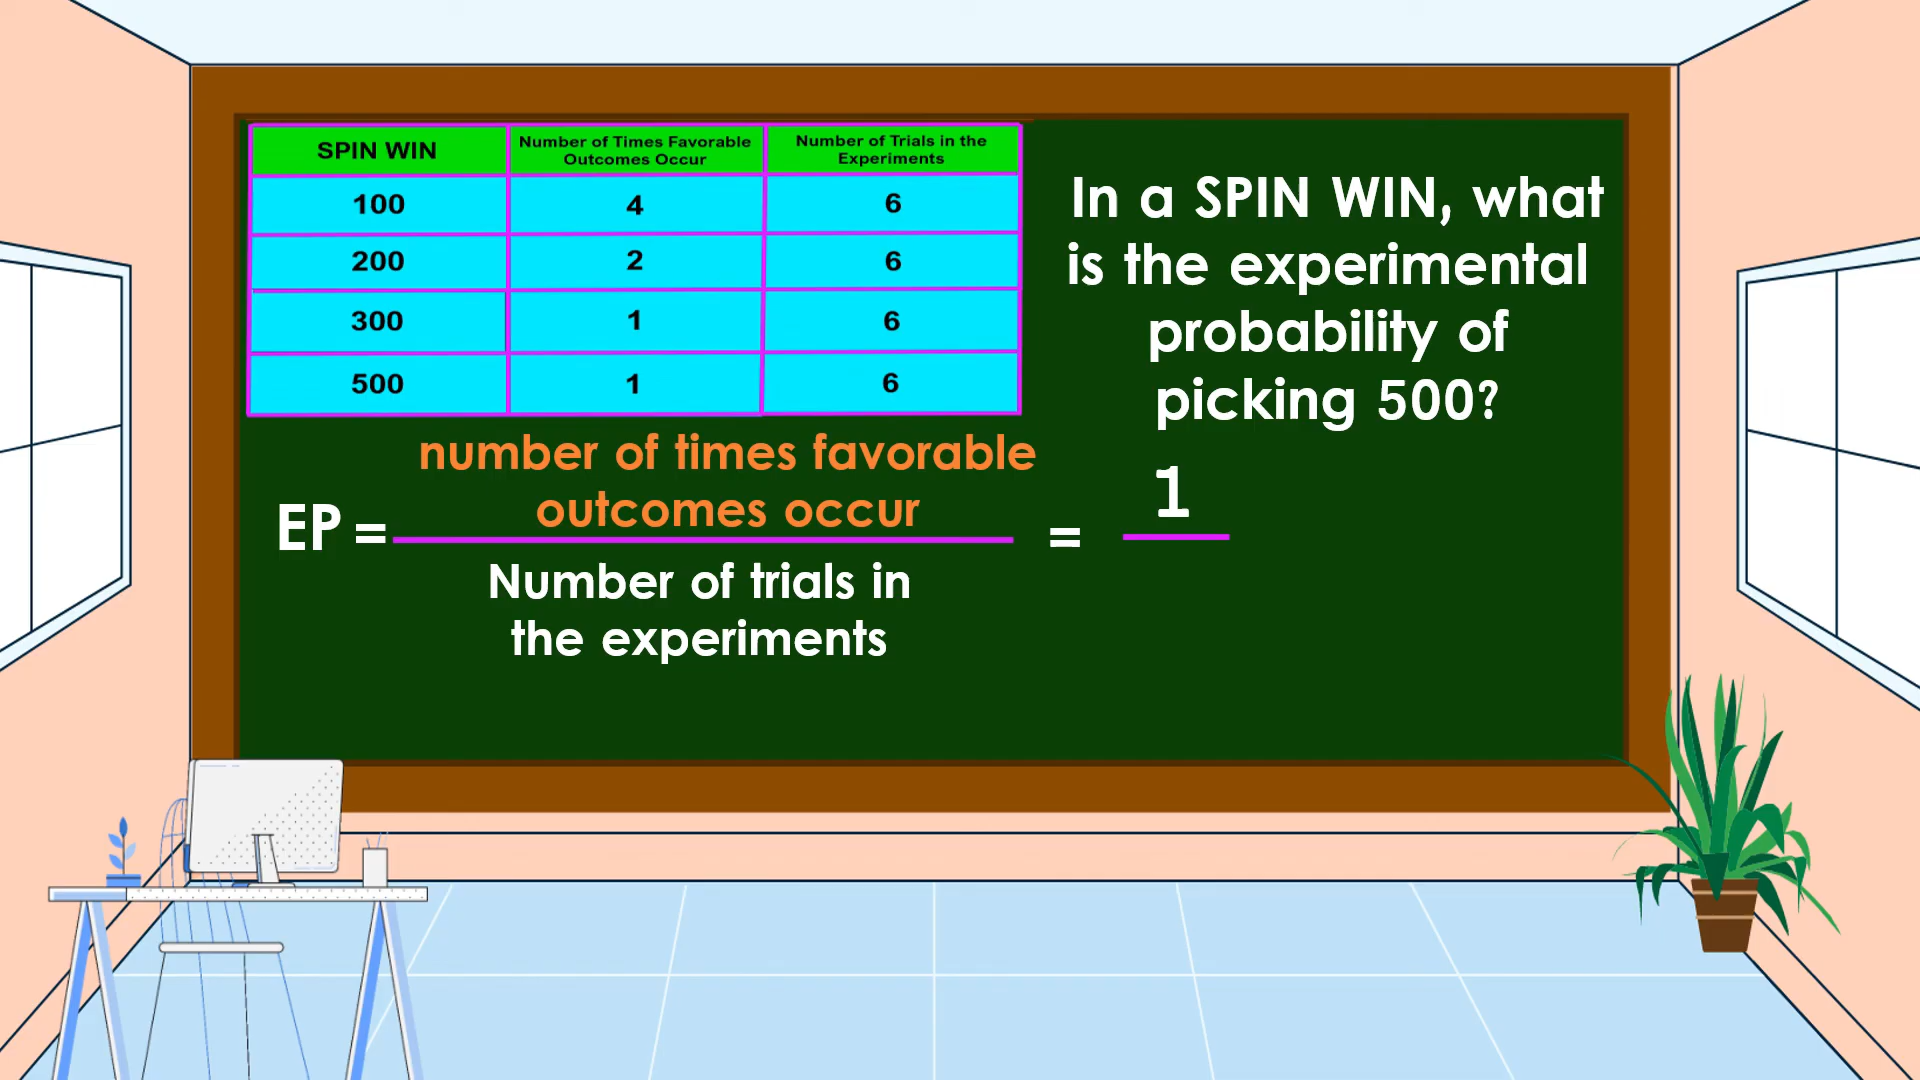 SPIN WIN
Number of Times Favorable
Outcomes Occur
Number of Trials in the
Experiments
100
4
6
200
2
6
300
1
6
500
1
6
In a SPIN WIN, what
is the experimental
probability of
picking 500?
EP =
number of times favorable
outcomes occur
Number of trials in
the experiments
=
1